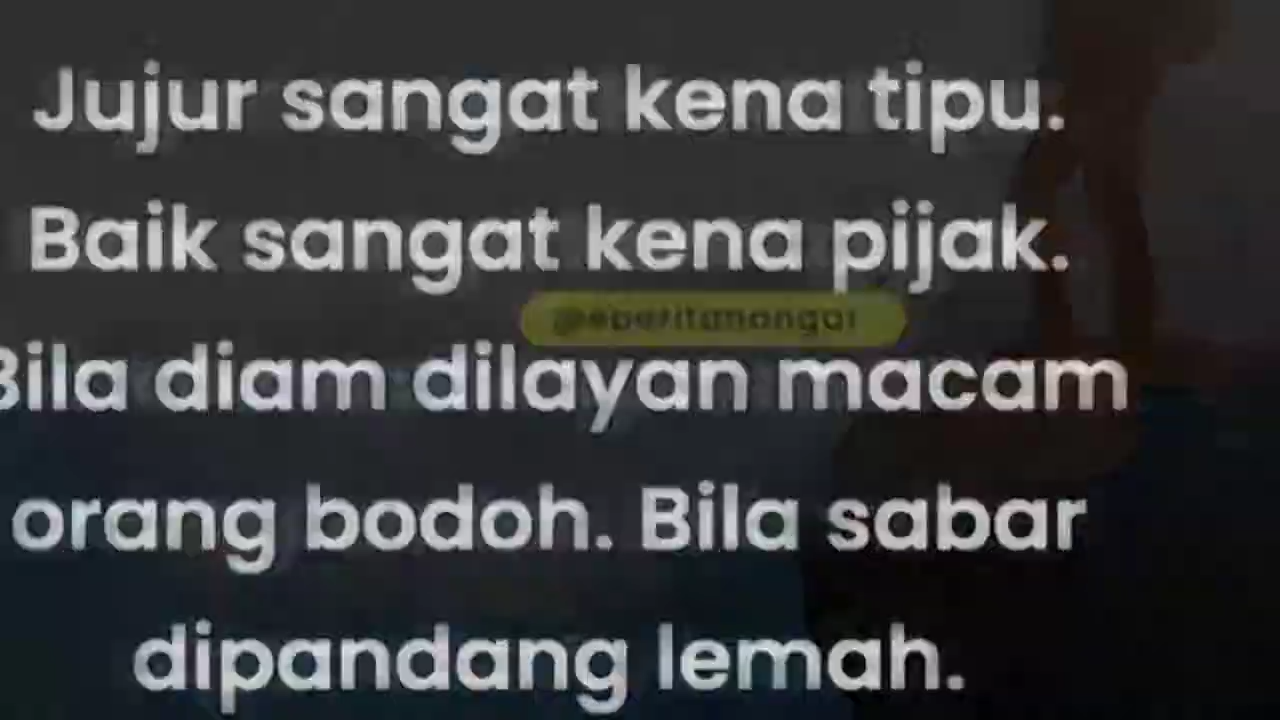 Jujur sangat kena tipu.
Baik sangat kena pijak.
Bila diam dilayan macam
orang bodoh. Bila sabar
dipandang lemah.